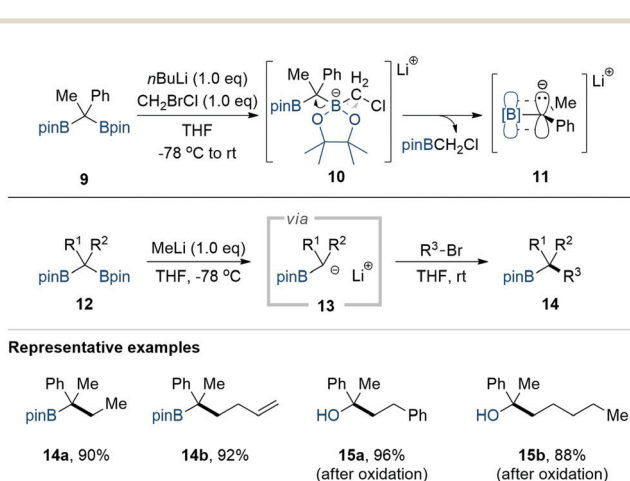 Me Ph
pinB Bpin
9
nBuLi (1.0 eq)
CH2BrCl (1.0 eq)
THF
-78 ºC to rt
Me Ph H2
pinB B ⊖ C Cl
O O
Li⊕
10
pinBCH2Cl
⊖
[B] Me
Ph
Li⊕
11
R1 R2
pinB Bpin
12
MeLi (1.0 eq)
THF, -78 ºC
via
R1 R2
pinB ⊖ Li⊕
13
R3-Br
THF, rt
R1 R2
pinB R3
14
Representative examples
Ph Me
pinB Me
14a, 90%
Ph Me
pinB
14b, 92%
Ph Me
HO Ph
15a, 96%
(after oxidation)
Ph Me
HO Me
15b, 88%
(after oxidation)